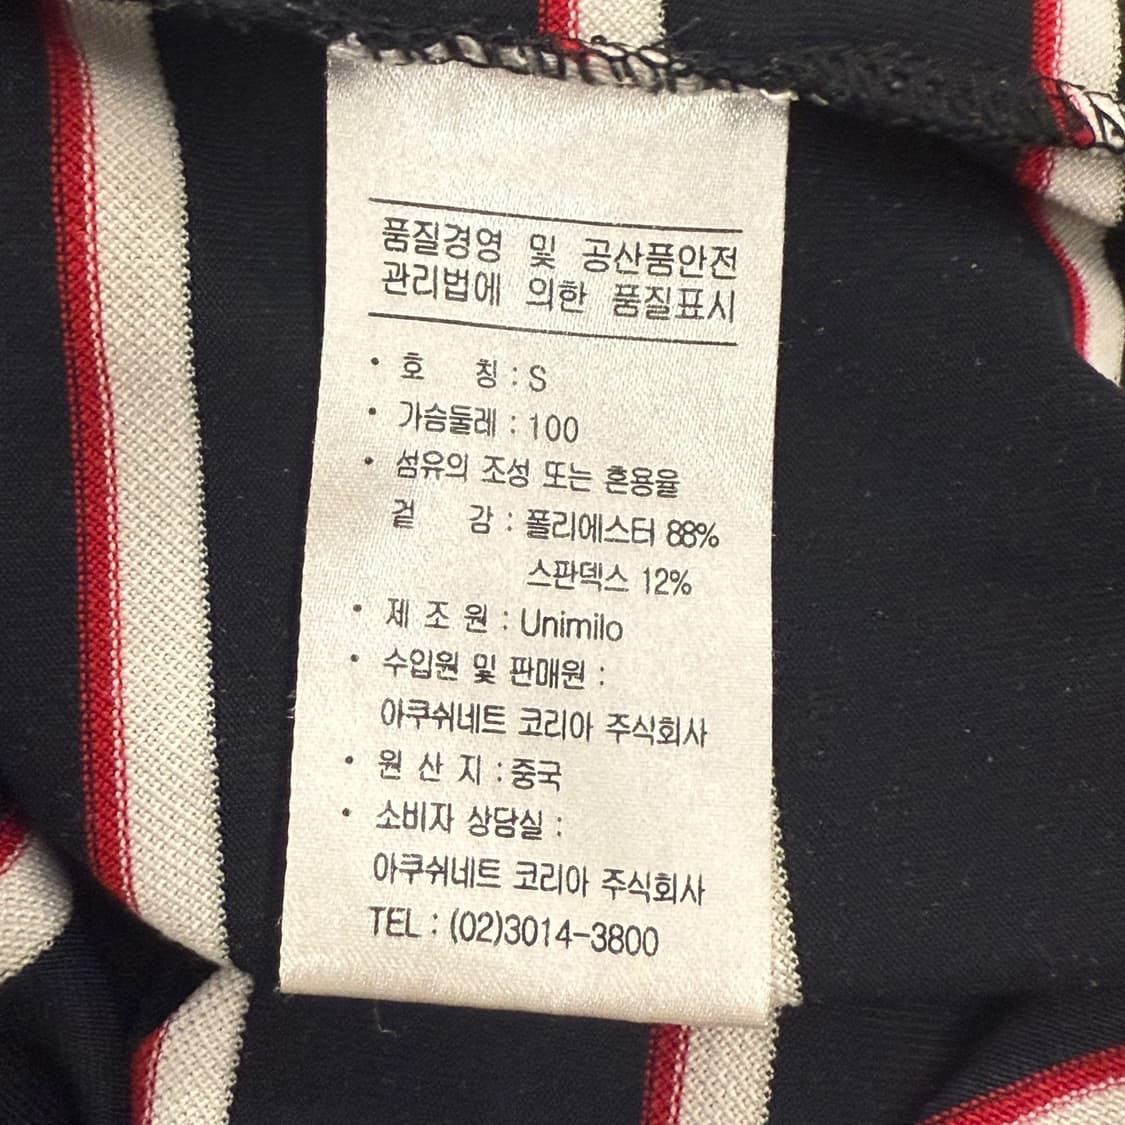 품질경영 및 공산품안전
관리법에 의한 품질표시
• 호 칭 : S
• 가슴둘레 : 100
• 섬유의 조성 또는 혼용율
겉 감 : 폴리에스터 88%
스판덱스 12%
• 제 조 원 : Unimilo
• 수입원 및 판매원 :
아쿠쉬네트 코리아 주식회사
• 원 산 지 : 중국
• 소비자 상담실 :
아쿠쉬네트 코리아 주식회사
TEL : (02)3014-3800